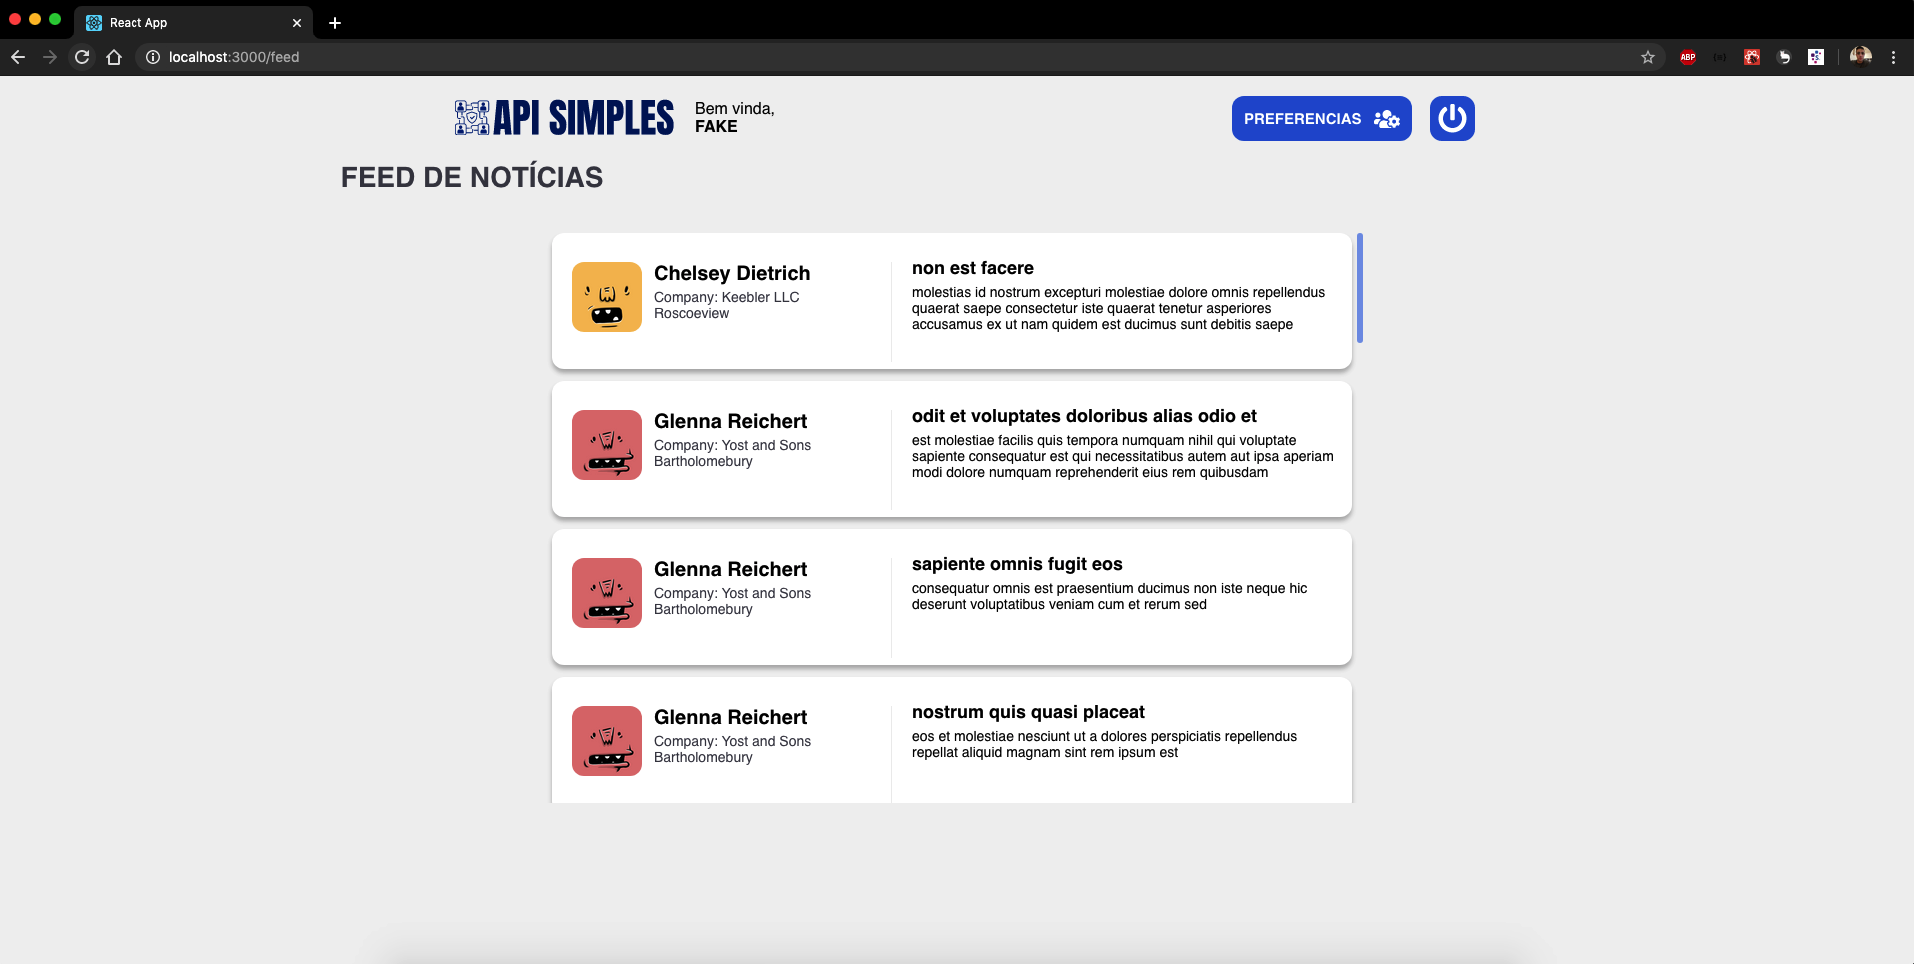 React App
localhost:3000/feed
ABP
API SIMPLES
Bem vinda,
FAKE
PREFERENCIAS
FEED DE NOTÍCIAS
Chelsey Dietrich
Company: Keebler LLC
Roscoeview
non est facere
molestias id nostrum excepturi molestiae dolore omnis repellendus
quaerat saepe consectetur iste quaerat tenetur asperiores
accusamus ex ut nam quidem est ducimus sunt debitis saepe
Glenna Reichert
Company: Yost and Sons
Bartholomebury
odit et voluptates doloribus alias odio et
est molestiae facilis quis tempora numquam nihil qui voluptate
sapiente consequatur est qui necessitatibus autem aut ipsa aperiam
modi dolore numquam reprehenderit eius rem quibusdam
Glenna Reichert
Company: Yost and Sons
Bartholomebury
sapiente omnis fugit eos
consequatur omnis est praesentium ducimus non iste neque hic
deserunt voluptatibus veniam cum et rerum sed
Glenna Reichert
Company: Yost and Sons
Bartholomebury
nostrum quis quasi placeat
eos et molestiae nesciunt ut a dolores perspiciatis repellendus
repellat aliquid magnam sint rem ipsum est